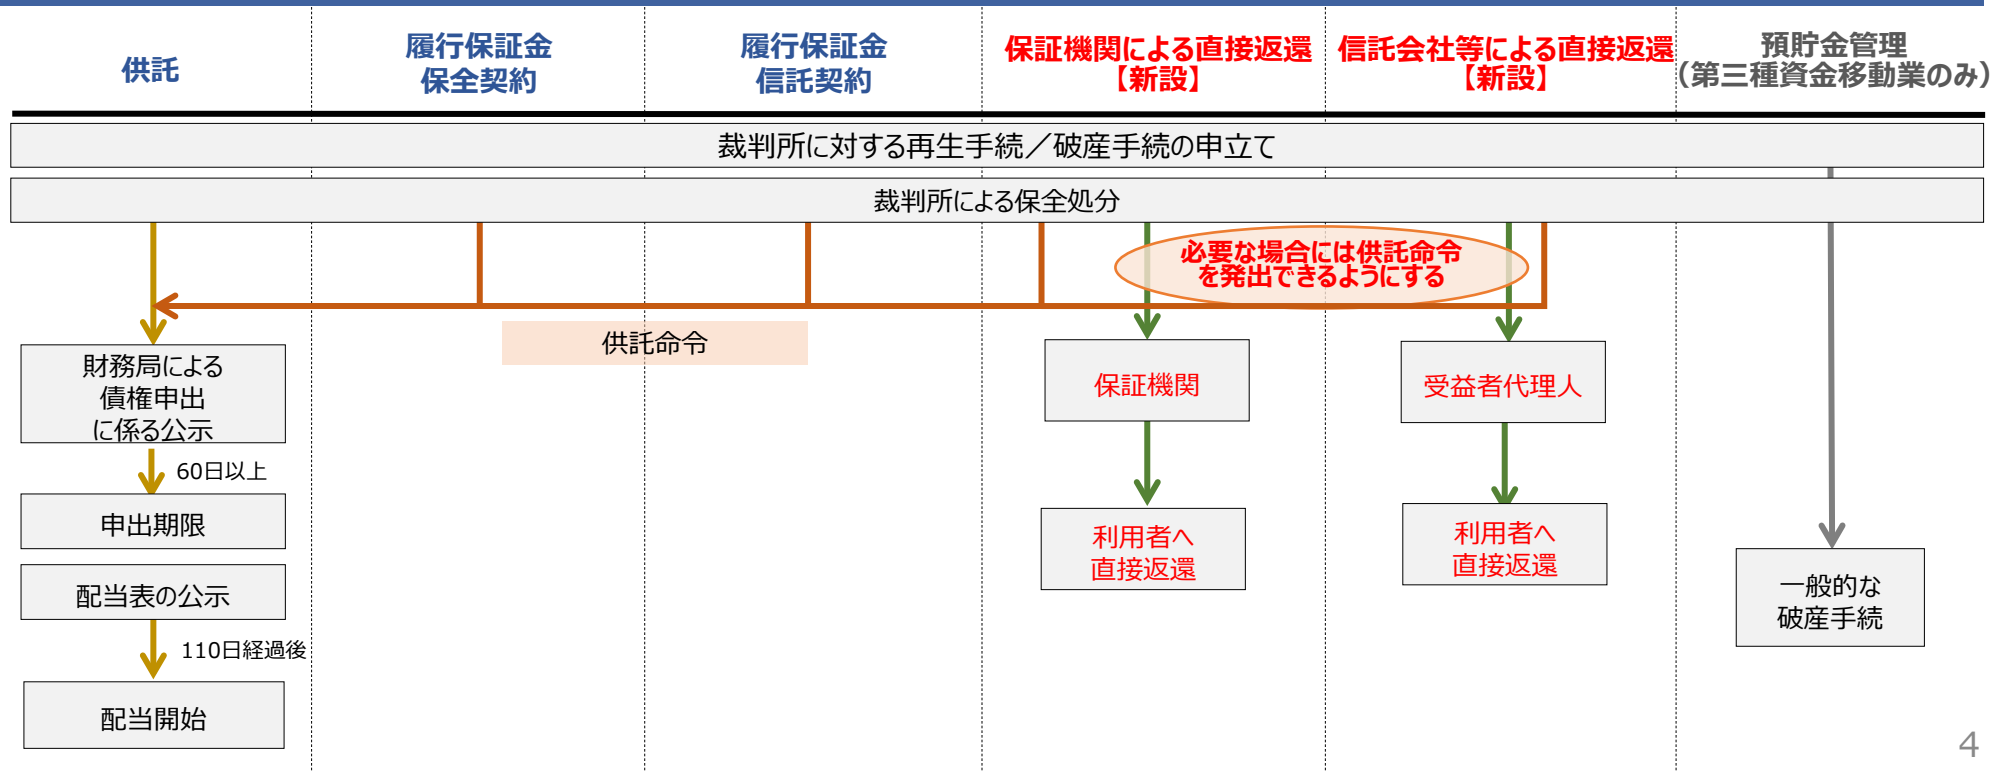 供託
履行保証金
保全契約
履行保証金
信託契約
保証機関による直接返還
【新設】
信託会社等による直接返還
【新設】
預貯金管理
（第三種資金移動業のみ）
裁判所に対する再生手続／破産手続の申立て
裁判所による保全処分
必要な場合には供託命令
を発出できるようにする
供託命令
財務局による
債権申出
に係る公示
60日以上
申出期限
配当表の公示
110日経過後
配当開始
保証機関
利用者へ
直接返還
受益者代理人
利用者へ
直接返還
一般的な
破産手続
4